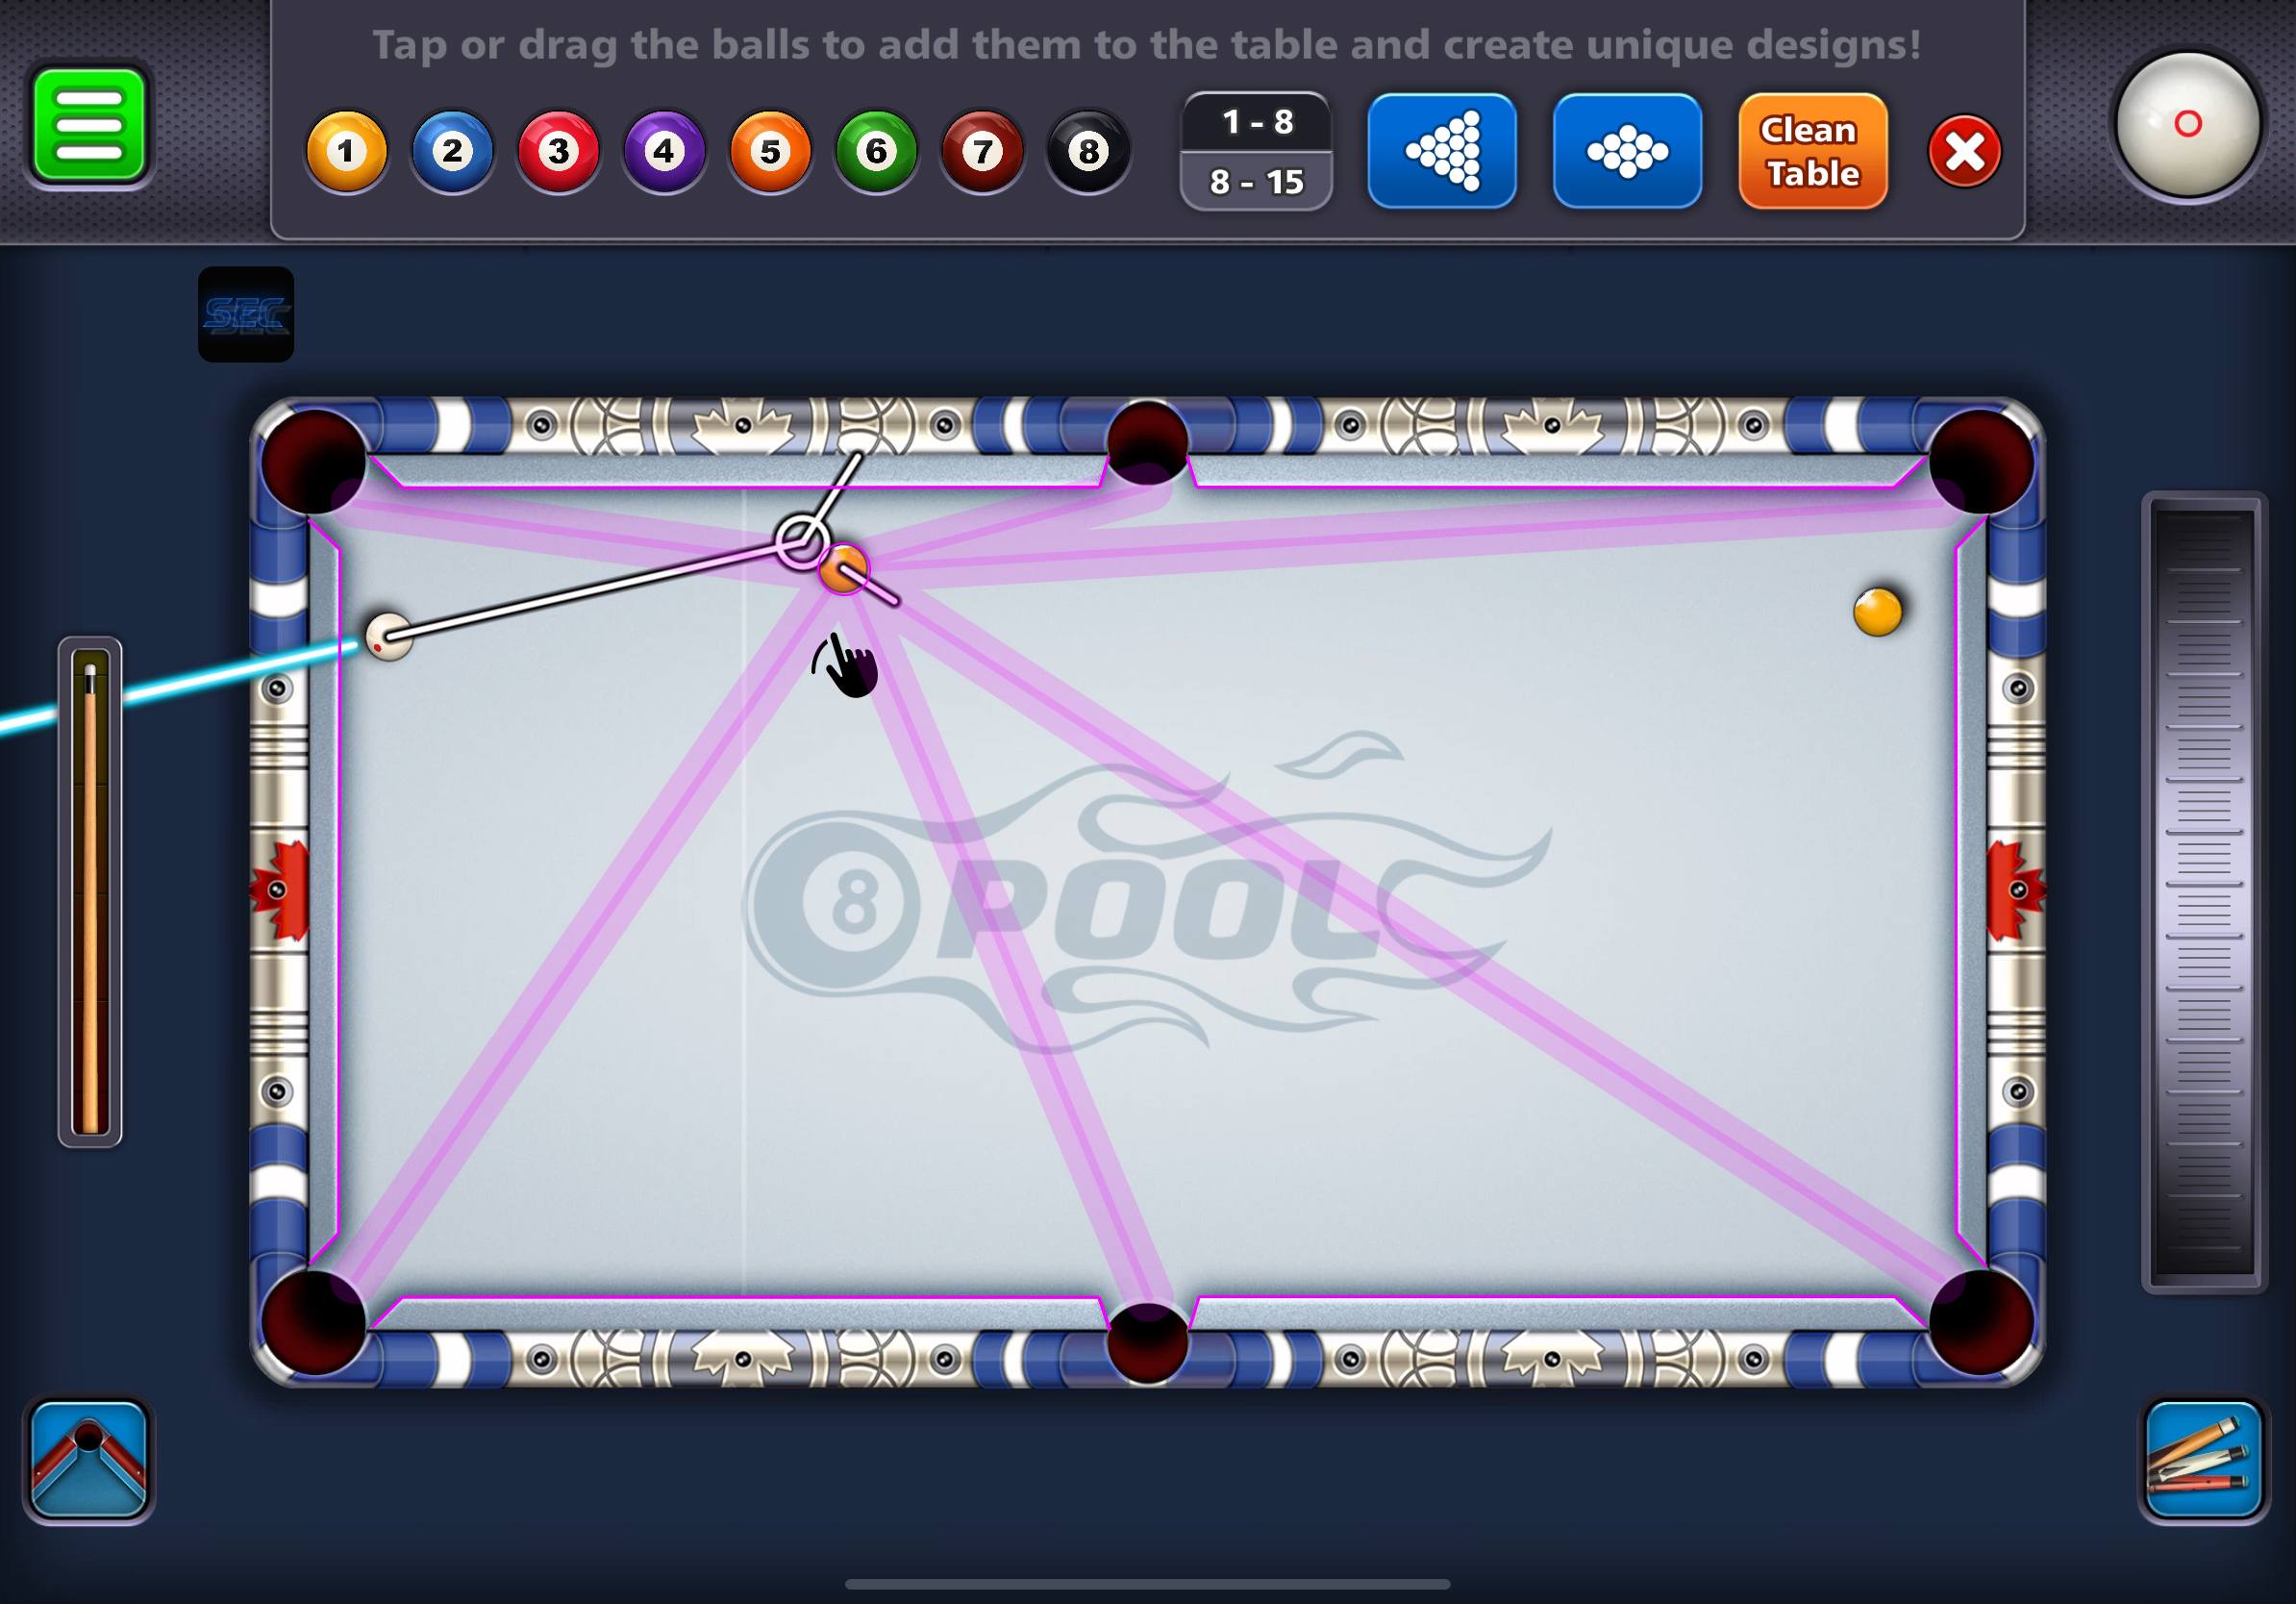 Tap or drag the balls to add them to the table and create unique designs!
1 2 3 4 5 6 7 8
1 - 8
8 - 15
Clean
Table
SEC
8 POOL